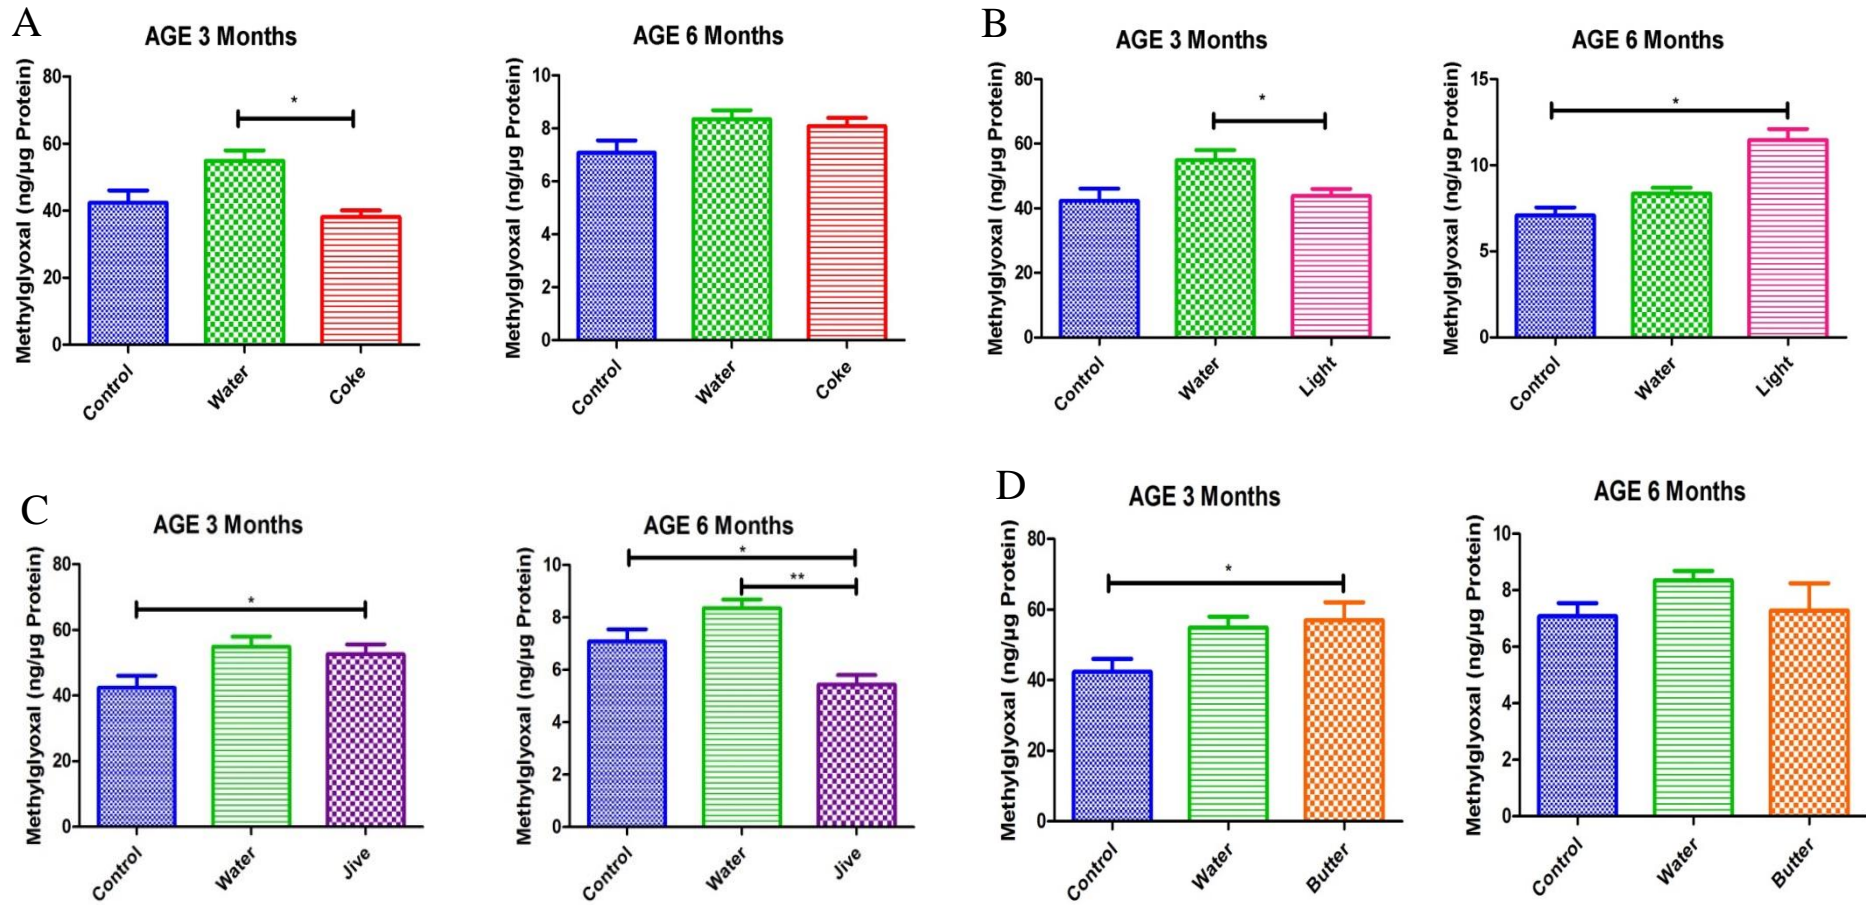 A
AGE 3 Months
Methylglyoxal (ng/µg Protein)
80
60
40
20
0
*
Control
Water
Coke
AGE 6 Months
Methylglyoxal (ng/µg Protein)
10
8
6
4
2
0
Control
Water
Coke
B
AGE 3 Months
Methylglyoxal (ng/µg Protein)
80
60
40
20
0
*
Control
Water
Light
AGE 6 Months
Methylglyoxal (ng/µg Protein)
15
10
5
0
*
Control
Water
Light
C
AGE 3 Months
Methylglyoxal (ng/µg Protein)
80
60
40
20
0
*
Control
Water
Jive
AGE 6 Months
Methylglyoxal (ng/µg Protein)
10
8
6
4
2
0
*
**
Control
Water
Jive
D
AGE 3 Months
Methylglyoxal (ng/µg Protein)
80
60
40
20
0
*
Control
Water
Butter
AGE 6 Months
Methylglyoxal (ng/µg Protein)
10
8
6
4
2
0
Control
Water
Butter